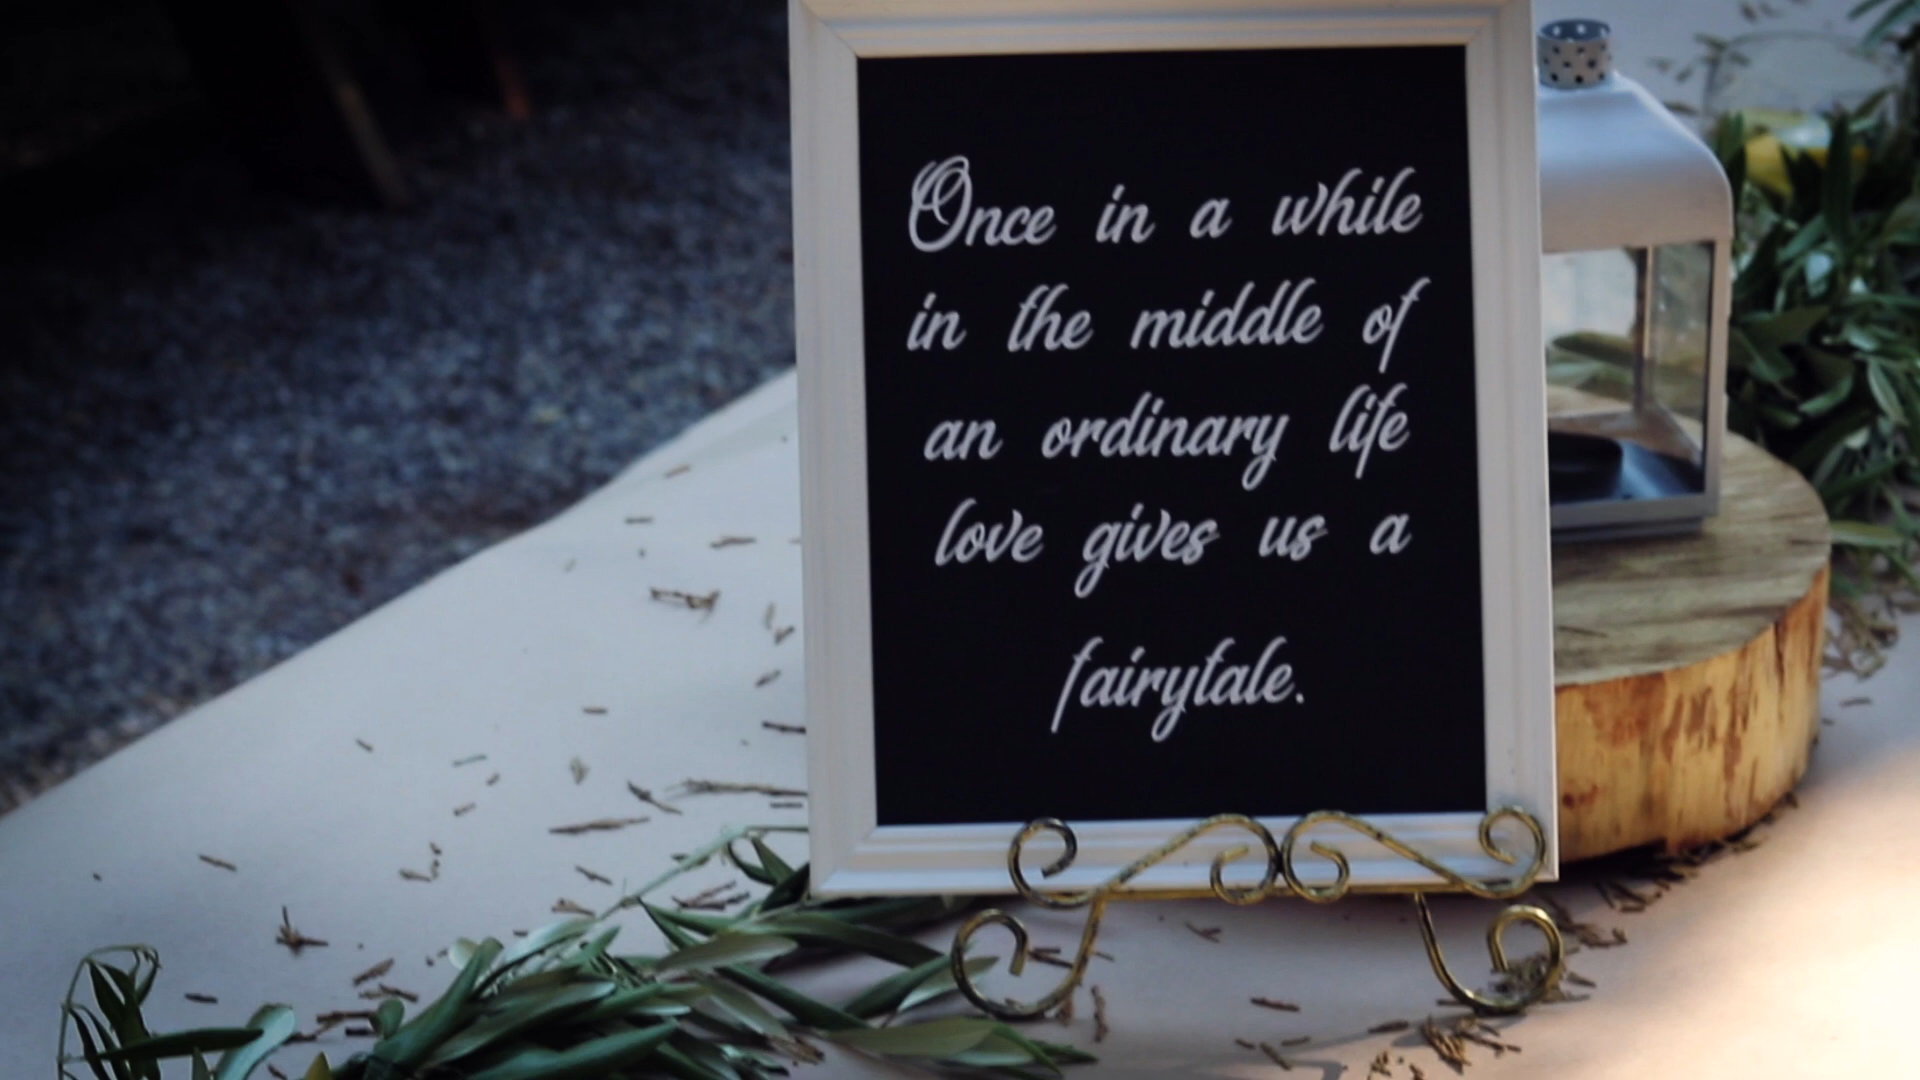 Once in a while
in the middle of
an ordinary life
love gives us a
fairytale.